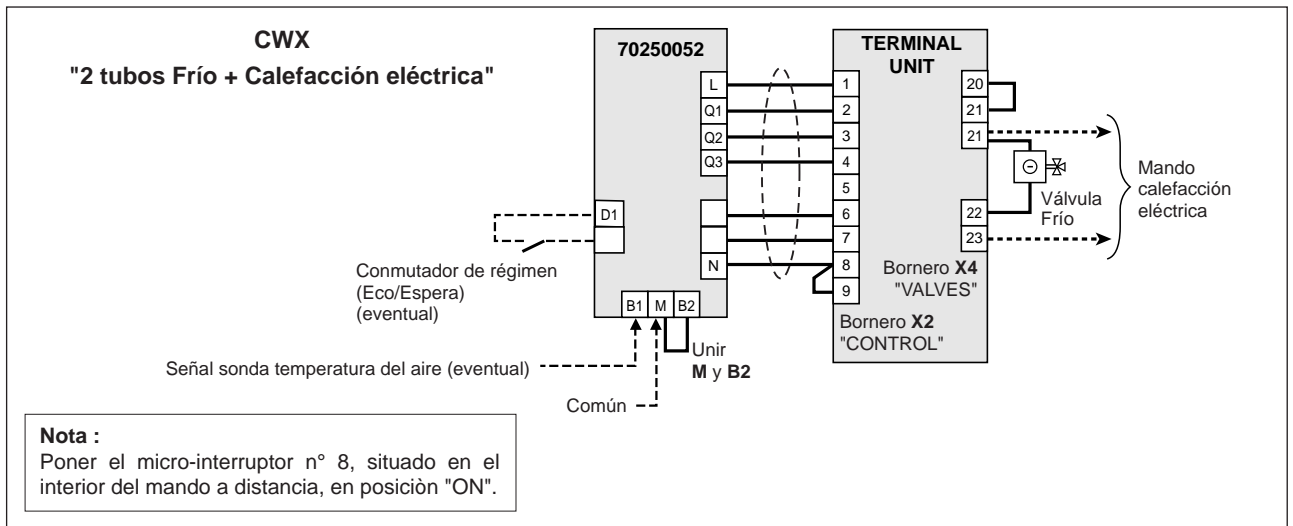 CWX
"2 tubos Frío + Calefacción eléctrica"
70250052
L
Q1
Q2
Q3
N
D1
B1 M B2
Conmutador de régimen
(Eco/Espera)
(eventual)
Señal sonda temperatura del aire (eventual)
Común
Unir
M y B2
TERMINAL
UNIT
1
2
3
4
5
6
7
8
9
20
21
21
22
23
Bornero X4
"VALVES"
Bornero X2
"CONTROL"
Válvula
Frío
Mando
calefacción
eléctrica
Nota :
Poner el micro-interruptor n° 8, situado en el
interior del mando a distancia, en posiciòn "ON".